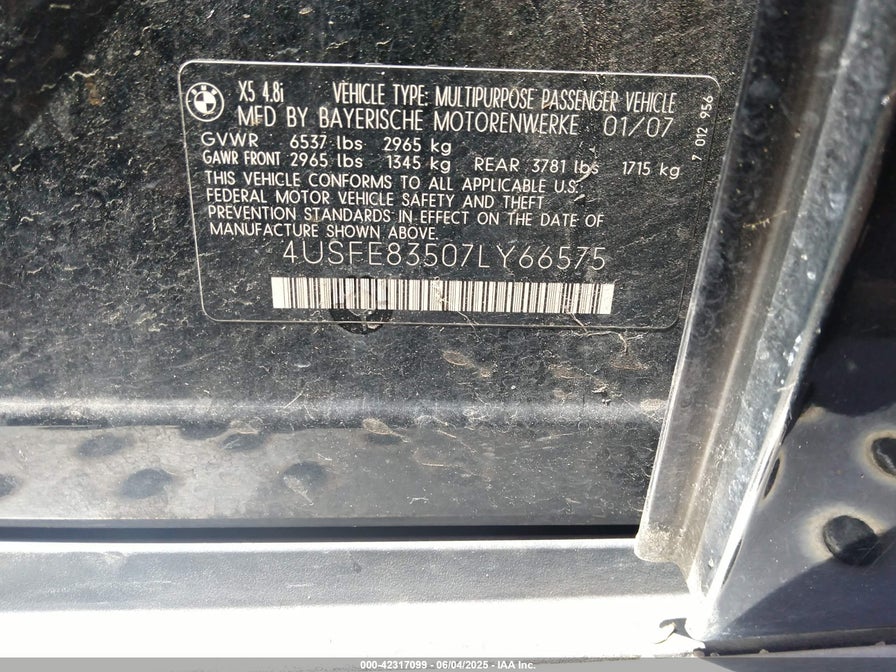 X5 4.8i VEHICLE TYPE: MULTIPURPOSE PASSENGER VEHICLE
MFD BY BAYERISCHE MOTORENWERKE 01/07
GVWR 6537 lbs 2965 kg
GAWR FRONT 2965 lbs 1345 kg REAR 3781 lbs 1715 kg
THIS VEHICLE CONFORMS TO ALL APPLICABLE U.S.
FEDERAL MOTOR VEHICLE SAFETY AND THEFT
PREVENTION STANDARDS IN EFFECT ON THE DATE OF
MANUFACTURE SHOWN ABOVE.
4USFE83507LY66575
7 012 956
000-42317099 - 06/04/2025 - IAA Inc.